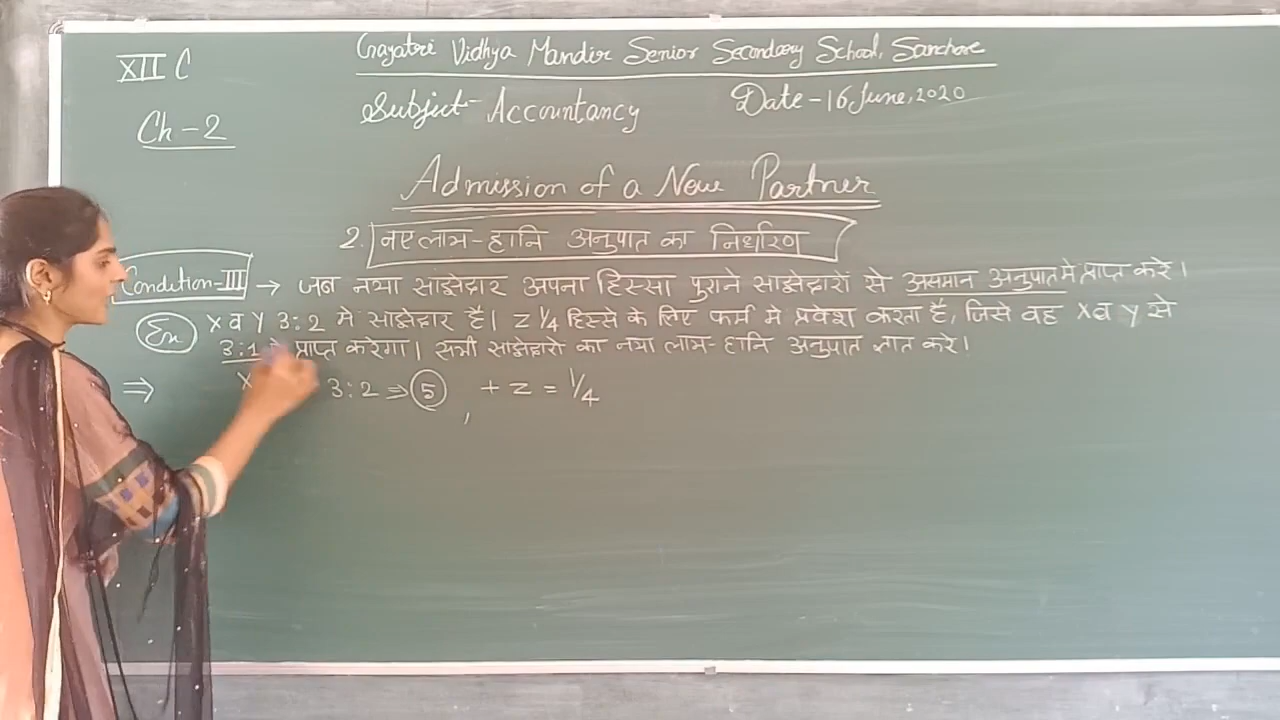 XII C
Gayatri Vidhya Mandir Senior Secondary School, Sanchore
Ch-2
Subject- Accountancy
Date-16 June, 2020
Admission of a New Partner
2. नए लाभ-हानि अनुपात का निर्धारण
Condition-III → जब नया साझेदार अपना हिस्सा पुराने साझेदारो से असमान अनुपात मे प्राप्त करे।
Ex X व Y 3:2 मे साझेदार है। Z 1/4 हिस्से के लिए फर्म मे प्रवेश करता है, जिसे वह X व Y से
3:1 प्राप्त करेगा। सभी साझेदारो का नया लाभ-हानि अनुपात ज्ञात करे।
⇒ X 3:2 ⇒ 5 , + Z = 1/4